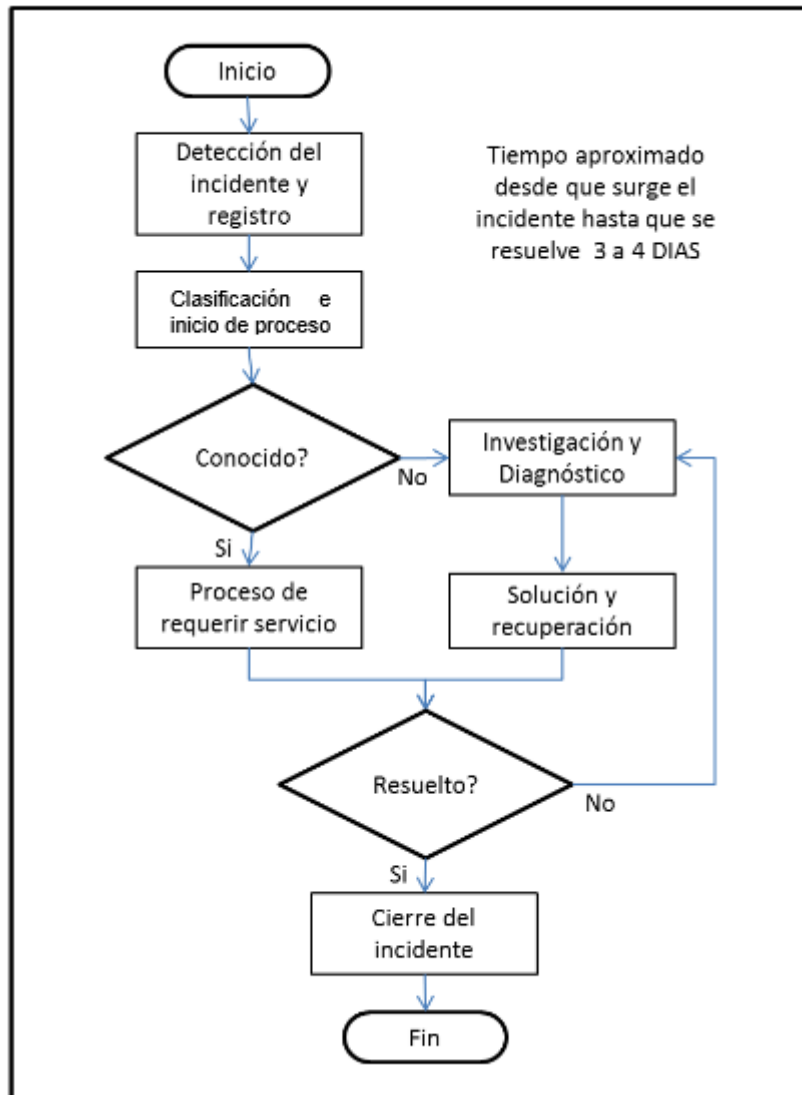 Inicio
Detección del
incidente y
registro
Tiempo aproximado
desde que surge el
incidente hasta que se
resuelve 3 a 4 DIAS
Clasificación e
inicio de proceso
Conocido?
No
Investigación y
Diagnóstico
Si
Proceso de
requerir servicio
Solución y
recuperación
Resuelto?
No
Si
Cierre del
incidente
Fin